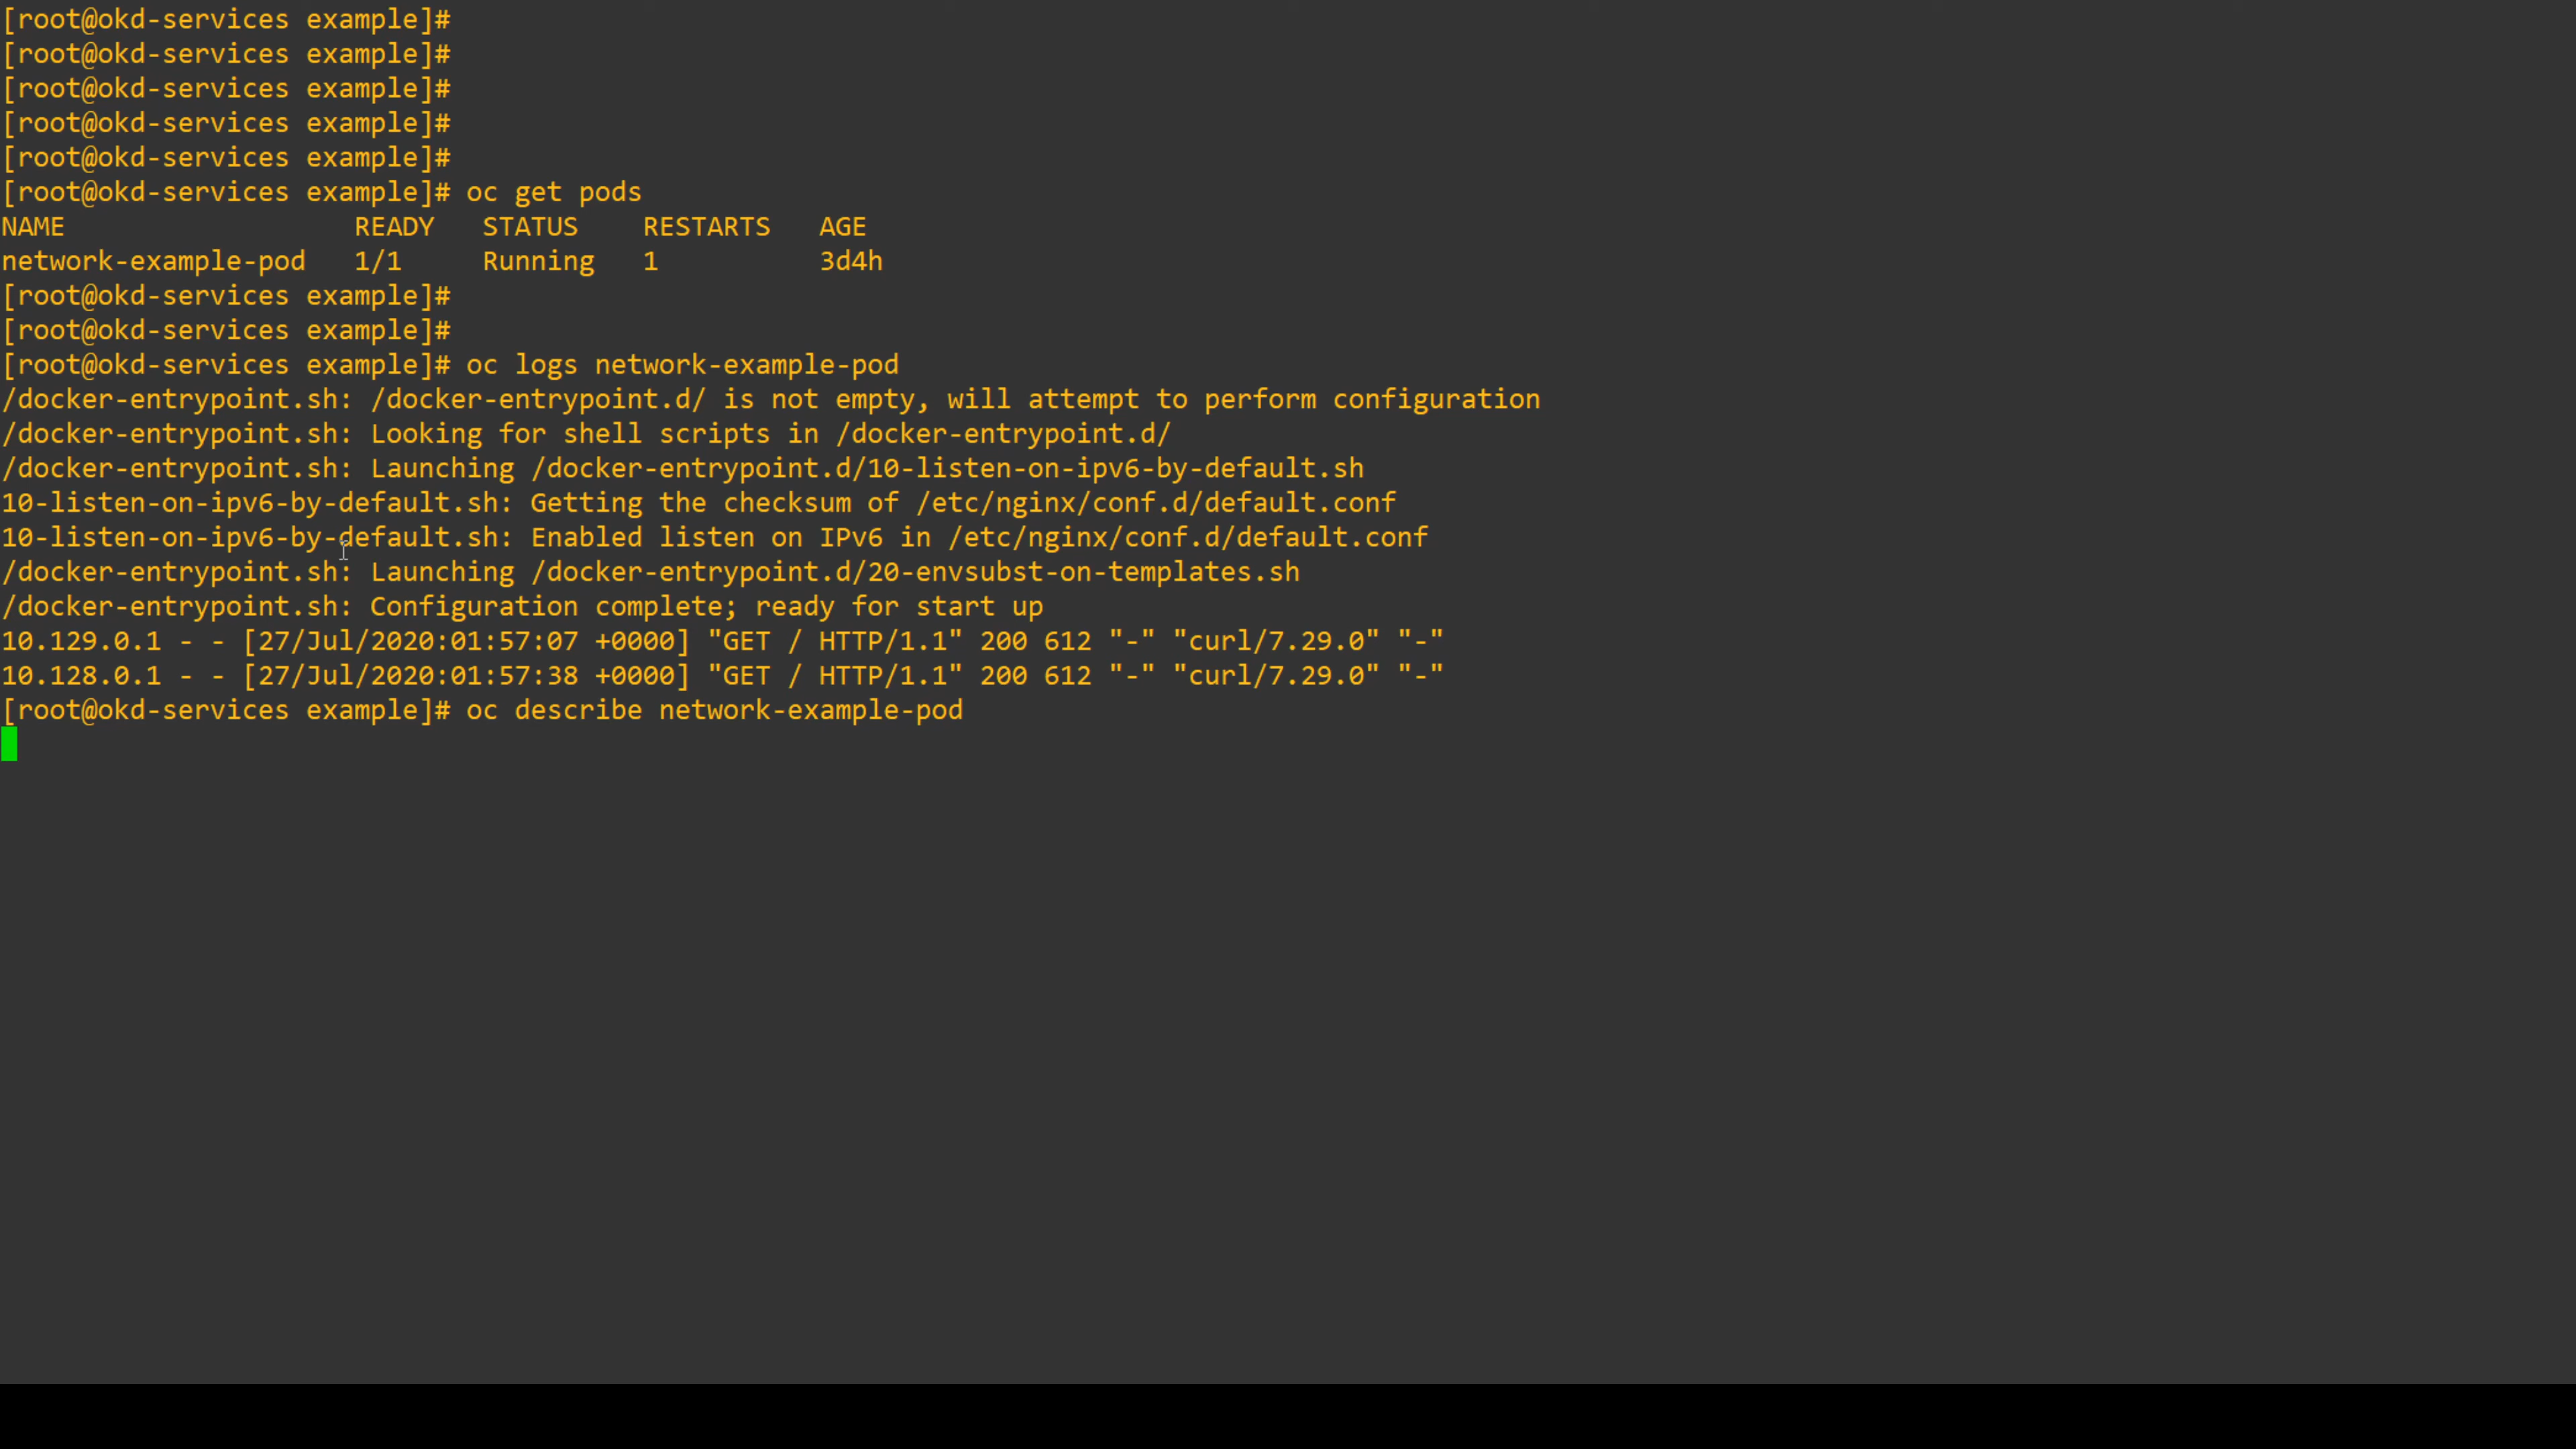 [root@okd-services example]#
[root@okd-services example]#
[root@okd-services example]#
[root@okd-services example]#
[root@okd-services example]#
[root@okd-services example]# oc get pods
NAME                  READY   STATUS    RESTARTS   AGE
network-example-pod   1/1     Running   1          3d4h
[root@okd-services example]#
[root@okd-services example]#
[root@okd-services example]# oc logs network-example-pod
/docker-entrypoint.sh: /docker-entrypoint.d/ is not empty, will attempt to perform configuration
/docker-entrypoint.sh: Looking for shell scripts in /docker-entrypoint.d/
/docker-entrypoint.sh: Launching /docker-entrypoint.d/10-listen-on-ipv6-by-default.sh
10-listen-on-ipv6-by-default.sh: Getting the checksum of /etc/nginx/conf.d/default.conf
10-listen-on-ipv6-by-default.sh: Enabled listen on IPv6 in /etc/nginx/conf.d/default.conf
/docker-entrypoint.sh: Launching /docker-entrypoint.d/20-envsubst-on-templates.sh
/docker-entrypoint.sh: Configuration complete; ready for start up
10.129.0.1 - - [27/Jul/2020:01:57:07 +0000] "GET / HTTP/1.1" 200 612 "-" "curl/7.29.0" "-"
10.128.0.1 - - [27/Jul/2020:01:57:38 +0000] "GET / HTTP/1.1" 200 612 "-" "curl/7.29.0" "-"
[root@okd-services example]# oc describe network-example-pod